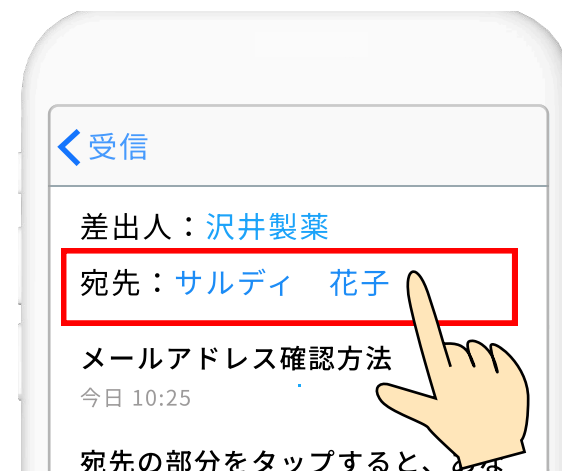 受信
差出人：沢井製薬
宛先：サルディ　花子
メールアドレス確認方法
今日 10:25
宛先の部分をタップすると、